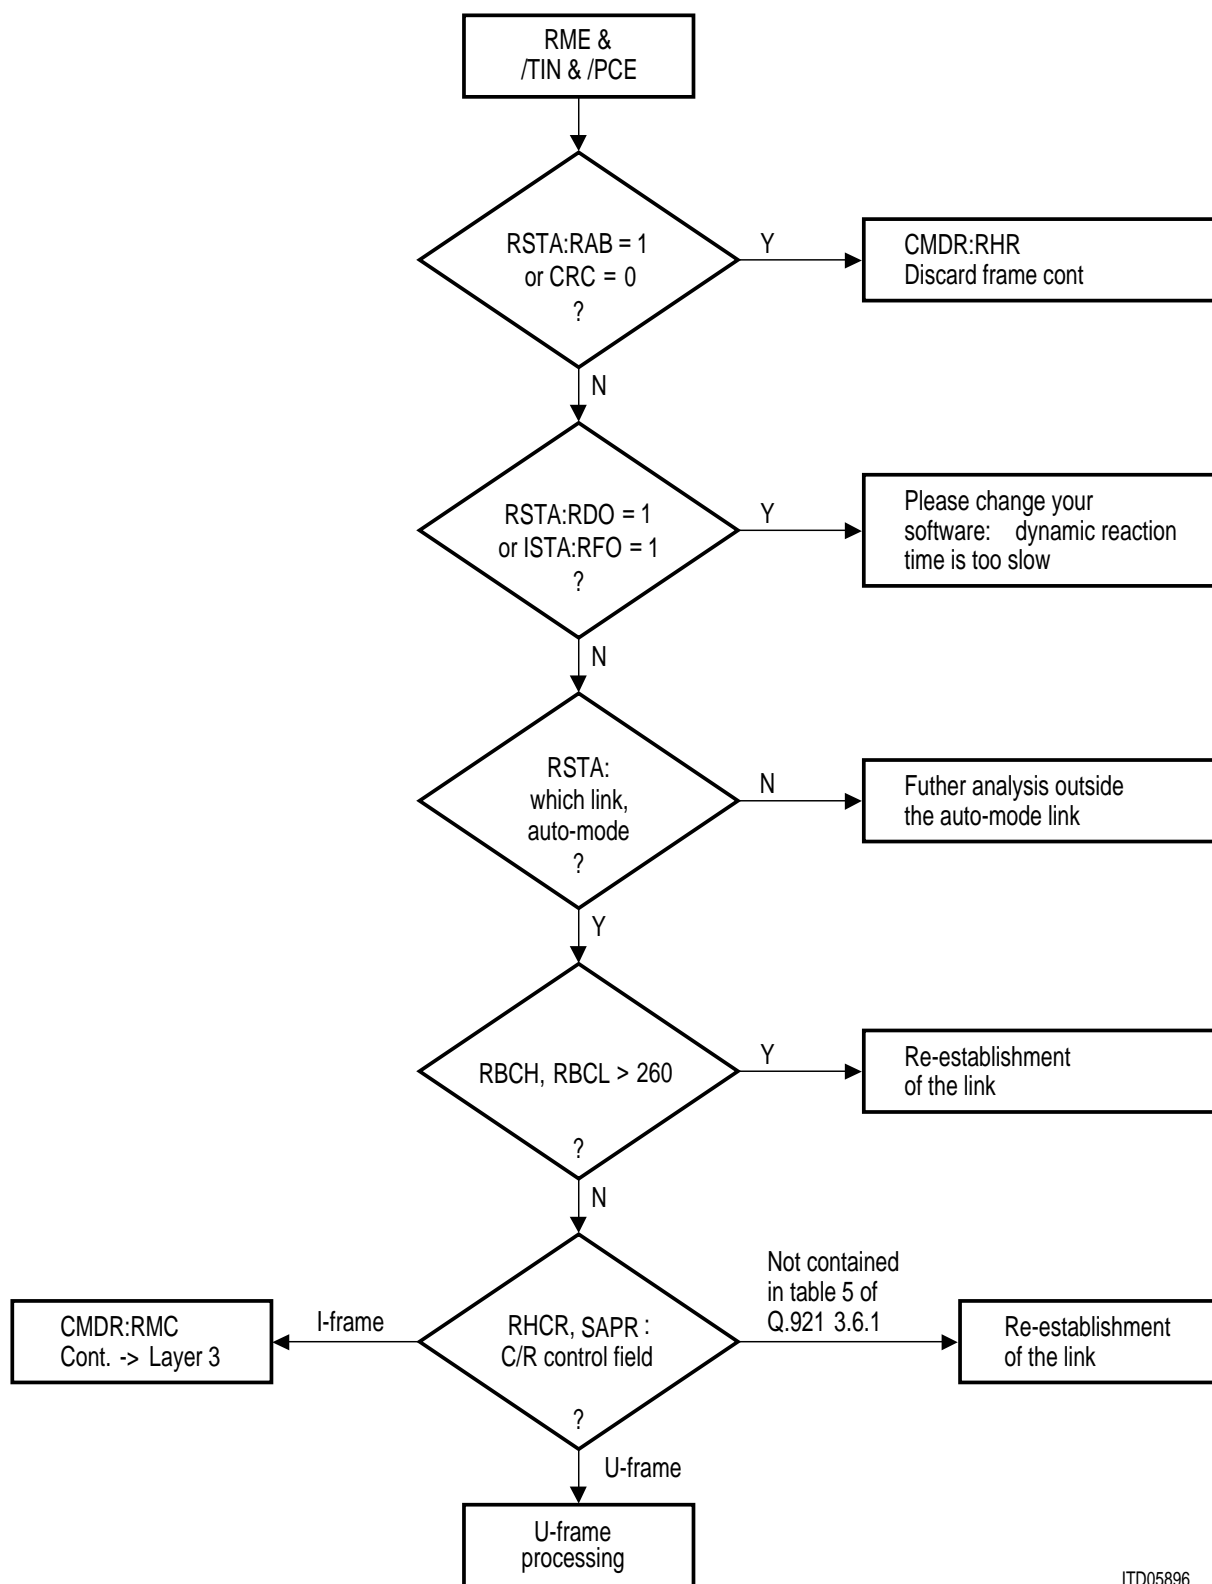 RME &
/TIN & /PCE
RSTA:RAB = 1
or CRC = 0
?
Y
CMDR:RHR
Discard frame cont
N
RSTA:RDO = 1
or ISTA:RFO = 1
?
Y
Please change your
software: dynamic reaction
time is too slow
N
RSTA:
which link,
auto-mode
?
N
Futher analysis outside
the auto-mode link
Y
RBCH, RBCL > 260
?
Y
Re-establishment
of the link
N
CMDR:RMC
Cont. -> Layer 3
I-frame
RHCR, SAPR :
C/R control field
?
Not contained
in table 5 of
Q.921 3.6.1
Re-establishment
of the link
U-frame
U-frame
processing
ITD05896